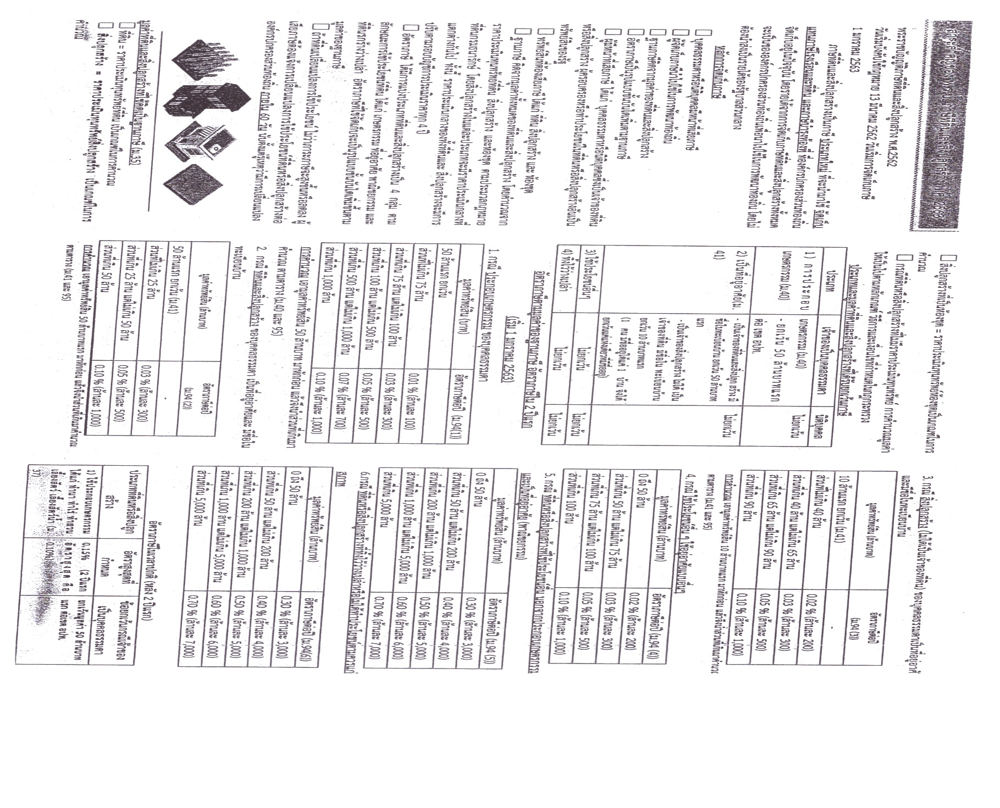 สาระสำคัญของพระราชบัญญัติภาษีที่ดินและสิ่งปลูกสร้าง พ.ศ. 2562
พระราชบัญญัติภาษีที่ดินและสิ่งปลูกสร้าง พ.ศ.2562
วันเริ่มบังคับใช้กฎหมาย 13 มีนาคม 2562 วันเริ่มการจัดเก็บภาษี
1 มกราคม 2563
ภาษีที่ดินและสิ่งปลูกสร้างเป็นภาษี ประเภทใหม่ ที่จะนำมาใช้ จัดเก็บ
แทนภาษีโรงเรือนและที่ดิน และภาษีบำรุงท้องที่ ที่องค์กรปกครองส่วนท้องถิ่น
จัดเก็บอยู่ในปัจจุบัน โดยรายได้จากการจัดเก็บภาษีที่ดินและสิ่งปลูกสร้างทั้งหมด
จะเป็นขององค์กรปกครองส่วนท้องถิ่นเพื่อนำไปใช้ในการพัฒนาท้องถิ่น โดยไม่
ต้องนำส่งเป็นรายได้ของรัฐบาลส่วนกลาง
หลักการจัดเก็บภาษี
บุคคลธรรมดาหรือนิติบุคคลมีหน้าที่เสียภาษี
ผู้จัดเก็บภาษีนำไปใช้ในการพัฒนาท้องถิ่น
ฐานภาษีคิดจากมูลค่าของที่ดินและสิ่งปลูกสร้าง
อัตราภาษีเป็นรูปแบบขั้นบันไดเพิ่มตามฐานภาษี
ผู้มีหน้าที่เสียภาษี ได้แก่ บุคคลธรรมดาหรือนิติบุคคลซึ่งเป็นเจ้าของที่ดิน
หรือสิ่งปลูกสร้าง ผู้ครอบครองหรือทำประโยชน์ในที่ดินหรือสิ่งปลูกสร้างอันเป็น
ทรัพย์สินของรัฐ
ทรัพย์สินที่ต้องเสียภาษี ได้แก่ ที่ดิน สิ่งปลูกสร้าง และ ห้องชุด
ฐานภาษี คิดจากมูลค่าทั้งหมดของที่ดินและสิ่งปลูกสร้าง โดยคำนวณจาก
ราคาประเมินทุนทรัพย์ที่ดิน สิ่งปลูกสร้าง และห้องชุด ตามประมวลกฎหมาย
ที่ดินกรมธนารักษ์ โดยสิ่งปลูกสร้างในแต่ละประเภทจะมีราคาประเมินกลางที่
แตกต่างกันไป ทั้งนี้ ราคาประเมินกลางของทั้งที่ดินและ สิ่งปลูกสร้างจะมีการ
ปรับตามรอบบัญชีการประเมินราคาทุก 4 ปี
อัตราภาษี ได้มีการแบ่งประเภทที่ดินและสิ่งปลูกสร้างเป็น 4 กลุ่ม ตาม
ลักษณะการใช้ประโยชน์ที่ดิน ได้แก่ เกษตรกรรม ที่อยู่อาศัย พาณิชยกรรม และ
ที่ดินรกร้างว่างเปล่า อัตราภาษีที่ใช้จัดเก็บจะเป็นรูปแบบขั้นบันไดเพิ่มขึ้นตาม
มูลค่าของฐานภาษี
ถ้าที่ดินเปลี่ยนแปลงการใช้ประโยชน์ ไม่ว่าภาระภาษีจะสูงขึ้นหรือลดลง ผู้
เสียภาษีต้องแจ้งการเปลี่ยนแปลงการใช้ประโยชน์ที่ดินหรือสิ่งปลูกสร้างต่อ
องค์กรปกครองส่วนท้องถิ่น ภายใน 60 วัน นับตั้งแต่รู้เหตุว่ามีการเปลี่ยนแปลง
มูลค่าที่ดินและสิ่งปลูกสร้างที่ใช้คิดเป็นฐานภาษี (ม.35)
ที่ดิน = ราคาประเมินทุนทรัพย์ที่ดิน เป็นเกณฑ์ในการคำนวณ
สิ่งปลูกสร้าง = ราคาประเมินทุนทรัพย์สิ่งปลูกสร้าง เป็นเกณฑ์ในการ
คำนวณ
สิ่งปลูกสร้างที่เป็นห้องชุด = ราคาประเมินทุนทรัพย์ห้องชุดเป็นเกณฑ์ในการ
คำนวณ
กรณีที่ดินหรือสิ่งปลูกสร้างที่ไม่มีราคาประเมินทุนทรัพย์ การคำนวณมูลค่า
ให้เป็นไปตามหลักเกณฑ์ วิธีการและเงื่อนไขที่กำหนดในกฎกระทรวง
ประเภทและมูลค่าที่ดินและสิ่งปลูกสร้างที่ได้รับยกเว้นภาษี
ประเภท เจ้าของเป็นบุคคลธรรมดา นิติบุคคล
1) การประกอบ เกษตรกรรม (ม.40) ไม่ยกเว้น
เกษตรกรรม (ม.40) - ยกเว้น 50 ล้านบาทแรก
ต่อ เขต อปท.
2) เป็นที่อยู่อาศัย(ม. - เป็นเจ้าของที่ดินและสิ่งปลูก สร้าง มี ไม่ยกเว้น
41) ชื่อในทะเบียนบ้าน ยกเว้น 50 ล้านบาท
แรก
- เป็นเจ้าของสิ่งปลูกสร้าง ไม่ได้ เป็น
เจ้าของที่ดิน มีชื่อใน ทะเบียนบ้าน
ยกเว้น 10 ล้านบาทแรก
(1 คน มีชื่ออยู่ได้แค่ 1 บ้าน จึงได้
ยกเว้นแค่แห่งเดียวที่มีชื่ออยู่)
3) ใช้ประโยชน์อื่นๆ ไม่ยกเว้น ไม่ยกเว้น
4) ทิ้งไว้ว่างเปล่า ไม่ยกเว้น ไม่ยกเว้น
อัตราภาษีตามมูลค่าของฐานภาษี อัตราภาษีใน 2 ปีแรก
(เริ่ม 1 มกราคม 2563)
1. กรณี ประกอบเกษตรกรรม ของบุคคลธรรมดา
มูลค่าทรัพย์สิน (บาท) อัตราภาษีต่อปี (ม.94(1))
50 ล้านแรก ยกเว้น
ส่วนที่ไม่เกิน 75 ล้าน 0.01 % (ล้านละ 100)
ส่วนที่เกิน 75 ล้าน แต่ไม่เกิน 100 ล้าน 0.03 % (ล้านละ 300)
ส่วนที่เกิน 100 ล้าน แต่ไม่เกิน 500 ล้าน 0.05 % (ล้านละ 500)
ส่วนที่เกิน 500 ล้าน แต่ไม่เกิน 1,000 ล้าน 0.07 % (ล้านละ 700)
ส่วนที่เกิน 1,000 ล้าน 0.10 % (ล้านละ 1,000)
การคำนวณ เอามูลค่าทรัพย์สิน 50 ล้านบาท มาหักก่อน แล้วจึงนำส่วนที่เกินมา
คำนวณ ตามตาราง (ม.40 และ 95)
2. กรณี ที่ดินและสิ่งปลูกสร้าง ของบุคคลธรรมดา เป็นที่อยู่อาศัยและ มีชื่อใน
ทะเบียนบ้าน
มูลค่าทรัพย์สิน (ล้านบาท) อัตราภาษีต่อปี
(ม.94 (2))
50 ล้านแรก ยกเว้น (ม.41) -
ส่วนที่ไม่เกิน 25 ล้าน 0.03 % (ล้านละ 300)
ส่วนที่เกิน 25 ล้าน แต่ไม่เกิน 50 ล้าน 0.05 % (ล้านละ 500)
ส่วนที่เกิน 50 ล้าน 0.10 % (ล้านละ 1,000)
การคำนวณ เอามูลค่าทรัพย์สิน 50 ล้านบาทแรก มาหักก่อน แล้วจึงนำส่วนที่เกินมาคำนวณ
ตามตาราง (ม.41 และ 95)
3. กรณี สิ่งปลูกสร้าง (ไม่ได้เป็นเจ้าของที่ดิน) ของบุคคลธรรมดาเป็นที่อยู่อาศั
และมีชื่อในทะเบียนบ้าน
มูลค่าทรัพย์สิน (ล้านบาท) อัตราภาษีต่อปี
(ม.94 (3))
10 ล้านแรก ยกเว้น (ม.41) -
ส่วนที่ไม่เกิน 40 ล้าน 0.02 % (ล้านละ 200)
ส่วนที่เกิน 40 ล้าน แต่ไม่เกิน 65 ล้าน 0.03 % (ล้านละ 300)
ส่วนที่เกิน 65 ล้าน แต่ไม่เกิน 90 ล้าน 0.05 % (ล้านละ 500)
ส่วนที่เกิน 90 ล้าน 0.10 % (ล้านละ 1,000)
การคำนวณ เอามูลค่าทรัพย์สิน 10 ล้านบาทแรก มาหักก่อน แล้วจึงนำส่วนที่เกินมาคำนว
ตามตาราง (ม.41 และ 95)
4. กรณี ใช้ประโยชน์อื่น ๆ ใช้อยู่อาศัยแบบอื่นๆ
มูลค่าทรัพย์สิน (ล้านบาท) อัตราภาษีต่อปี (ม.94 (4))
0 ถึง 50 ล้าน 0.02 % (ล้านละ 200)
ส่วนที่เกิน 50 ล้าน แต่ไม่เกิน 75 ล้าน 0.03 % (ล้านละ 300)
ส่วนที่เกิน 75 ล้าน แต่ไม่เกิน 100 ล้าน 0.05 % (ล้านละ 500)
ส่วนที่เกิน 100 ล้าน 0.10 % (ล้านละ 1,000)
5. กรณี ที่ดินหรือสิ่งปลูกสร้างที่ใช้ประโยชน์อื่น นอกจากประกอบเกษตรกรรม
และเป็นที่อยู่อาศัย (พาณิชยกรรม)
มูลค่าทรัพย์สิน (ล้านบาท) อัตราภาษีต่อปี (ม.94 (5))
0 ถึง 50 ล้าน 0.30 % (ล้านละ 3,000)
ส่วนที่เกิน 50 ล้าน แต่ไม่เกิน 200 ล้าน 0.40 % (ล้านละ 4,000)
ส่วนที่เกิน 200 ล้าน แต่ไม่เกิน 1,000 ล้าน 0.50 % (ล้านละ 5,000)
ส่วนที่เกิน 1,000 ล้าน แต่ไม่เกิน 5,000 ล้าน 0.60 % (ล้านละ 6,000)
ส่วนที่เกิน 5,000 ล้าน 0.70 % (ล้านละ 7,000)
6.กรณี ที่ดินหรือสิ่งปลูกสร้างที่ทิ้งไว้ว่างเปล่าหรือไม่ได้ทำประโยชน์ตามควรแก่
สภาพ
มูลค่าทรัพย์สิน (ล้านบาท) อัตราภาษีต่อปี (ม.94(6))
0 ถึง 50 ล้าน 0.30 % (ล้านละ 3,000)
ส่วนที่เกิน 50 ล้าน แต่ไม่เกิน 200 ล้าน 0.40 % (ล้านละ 4,000)
ส่วนที่เกิน 200 ล้าน แต่ไม่เกิน 1,000 ล้าน 0.50 % (ล้านละ 5,000)
ส่วนที่เกิน 1,000 ล้าน แต่ไม่เกิน 5,000 ล้าน 0.60 % (ล้านละ 6,000)
ส่วนที่เกิน 5,000 ล้าน 0.70 % (ล้านละ 7,000)
อัตราภาษีในเวลาปกติ (หลัง 2 ปีแรก)
ประเภทที่ดินหรือสิ่งปลูก อัตราสูงสุดที่ ข้อยกเว้นกรณีเจ้าของ
สร้าง กำหนด เป็นบุคคลธรรมดา
1) ใช้ประกอบเกษตรกรรม 0.15% (2 ปีแรก ยกเว้นมูลค่า 50 ล้านบาท
ได้แก่ ทำนา ทำไร่ ทำสวน อัตราสูงสุด คือ แรก ต่อเขต อปท.
เลี้ยงสัตว์ เลี้ยงสัตว์น้ำ (ม. 0.10%)
37)